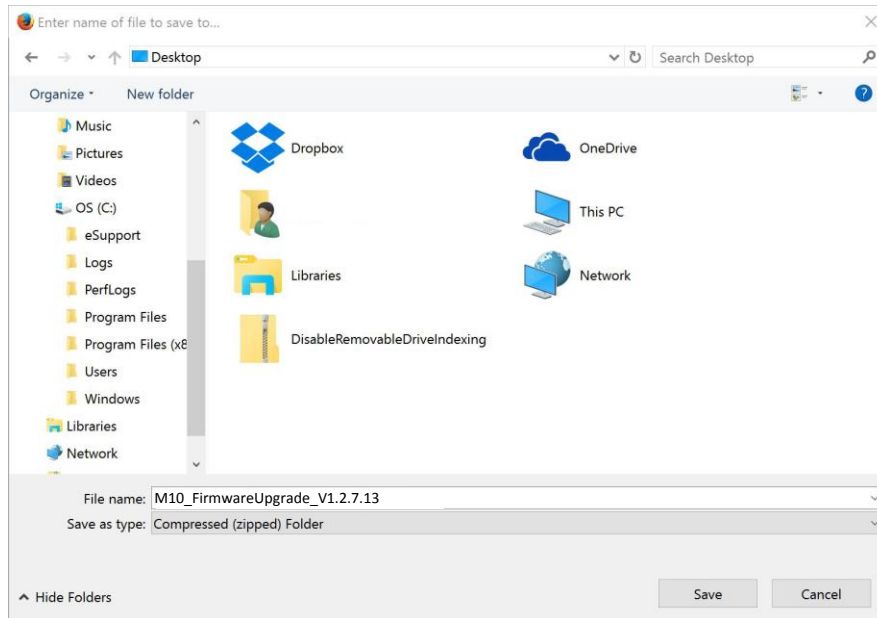 Enter name of file to save to...
Desktop
Search Desktop
Organize
New folder
Music
Pictures
Videos
OS (C:)
eSupport
Logs
PerfLogs
Program Files
Program Files (x8
Users
Windows
Libraries
Network
Dropbox
OneDrive
This PC
Libraries
Network
DisableRemovableDriveIndexing
File name: M10_FirmwareUpgrade_V1.2.7.13
Save as type: Compressed (zipped) Folder
Hide Folders
Save
Cancel